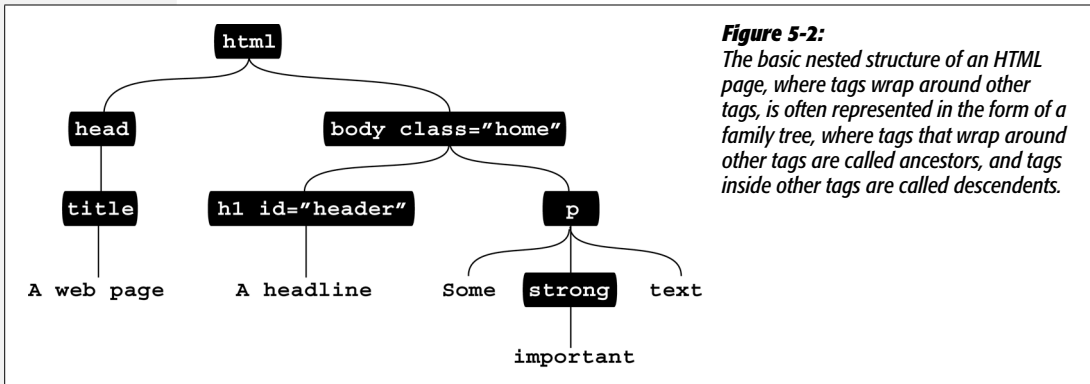 html
head
body class="home"
title
h1 id="header"
p
A web page
A headline
Some
strong
text
important
Figure 5-2:
The basic nested structure of an HTML
page, where tags wrap around other
tags, is often represented in the form of a
family tree, where tags that wrap around
other tags are called ancestors, and tags
inside other tags are called descendents.